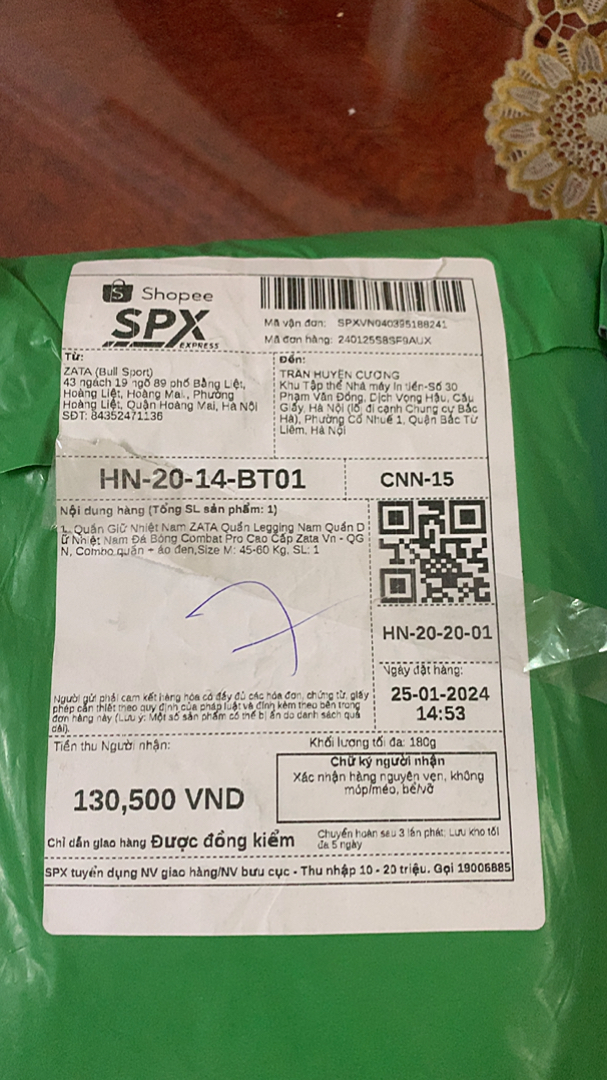 Shopee
SPX
EXPRESS
Mã vận đơn: SPXVN040395188241
Mã đơn hàng: 240125S8SF9AUX
Từ:
ZATA (Bull Sport)
43 ngách 19 ngõ 89 phố Bằng Liệt,
Hoàng Liệt, Hoàng Mai., Phường
Hoàng Liệt, Quận Hoàng Mai, Hà Nội
SĐT: 84352471136
Đến:
TRẦN HUYỀN CƯƠNG
Khu Tập thể Nhà máy In tiền-Số 30
Phạm Văn Đồng, Dịch Vọng Hậu, Cầu
Giấy, Hà Nội (lối đi cạnh Chung cự Bắc
Hà), Phường Cổ Nhuế 1, Quận Bắc Từ
Liêm, Hà Nội
HN-20-14-BT01
CNN-15
Nội dung hàng (Tổng SL sản phẩm: 1)
1. Quần Giữ Nhiệt Nam ZATA Quần Legging Nam Quần D
ữ Nhiệt Nam Đá Bóng Combat Pro Cao Cấp Zata Vn - QG
N, Combo quần + áo đen,Size M: 45-60 Kg, SL: 1
HN-20-20-01
Ngày đặt hàng:
25-01-2024
14:53
Người gửi phải cam kết hàng hóa có đầy đủ các hóa đơn, chứng từ, giấy
phép cần thiết theo quy định của pháp luật và đính kèm theo bên trong
đơn hàng này (Lưu ý: Một số sản phẩm có thể bị ẩn do danh sách quá
dài).
Tiền thu Người nhận:
130,500 VND
Khối lượng tối đa: 180g
Chữ ký người nhận
Xác nhận hàng nguyên vẹn, không
móp/méo, bể/vỡ
Chỉ dẫn giao hàng Được đồng kiểm
Chuyển hoàn sau 3 lần phát; Lưu kho tối
đa 5 ngày
SPX tuyển dụng NV giao hàng/NV bưu cục - Thu nhập 10 - 20 triệu. Gọi 19006885